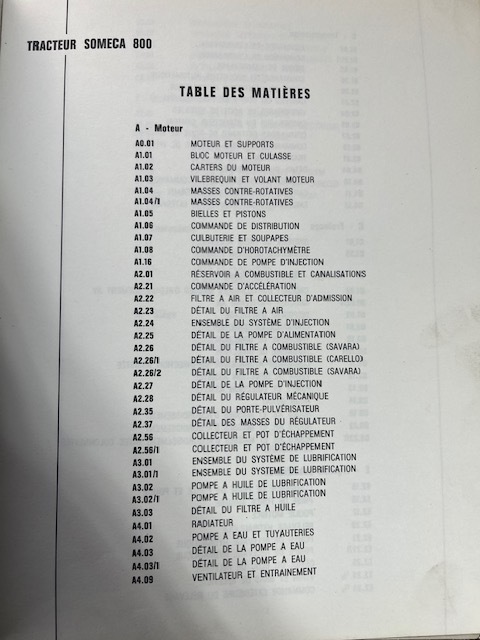 TRACTEUR SOMECA 800
TABLE DES MATIÈRES
A - Moteur
A0.01 MOTEUR ET SUPPORTS
A1.01 BLOC MOTEUR ET CULASSE
A1.02 CARTERS DU MOTEUR
A1.03 VILEBREQUIN ET VOLANT MOTEUR
A1.04 MASSES CONTRE-ROTATIVES
A1.04/1 MASSES CONTRE-ROTATIVES
A1.05 BIELLES ET PISTONS
A1.06 COMMANDE DE DISTRIBUTION
A1.07 CULBUTERIE ET SOUPAPES
A1.08 COMMANDE D'HOROTACHYMÈTRE
A1.16 COMMANDE DE POMPE D'INJECTION
A2.01 RÉSERVOIR A COMBUSTIBLE ET CANALISATIONS
A2.21 COMMANDE D'ACCÉLÉRATION
A2.22 FILTRE A AIR ET COLLECTEUR D'ADMISSION
A2.23 DÉTAIL DU FILTRE A AIR
A2.24 ENSEMBLE DU SYSTÈME D'INJECTION
A2.25 DÉTAIL DE LA POMPE D'ALIMENTATION
A2.26 DÉTAIL DU FILTRE A COMBUSTIBLE (SAVARA)
A2.26/1 DÉTAIL DU FILTRE A COMBUSTIBLE (CARELLO)
A2.26/2 DÉTAIL DU FILTRE A COMBUSTIBLE (SAVARA)
A2.27 DÉTAIL DE LA POMPE D'INJECTION
A2.28 DÉTAIL DU RÉGULATEUR MÉCANIQUE
A2.35 DÉTAIL DU PORTE-PULVÉRISATEUR
A2.37 DÉTAIL DES MASSES DU RÉGULATEUR
A2.56 COLLECTEUR ET POT D'ÉCHAPPEMENT
A2.56/1 COLLECTEUR ET POT D'ÉCHAPPEMENT
A3.01 ENSEMBLE DU SYSTÈME DE LUBRIFICATION
A3.01/1 ENSEMBLE DU SYSTEME DE LUBRIFICATION
A3.02 POMPE A HUILE DE LUBRIFICATION
A3.02/1 POMPE A HUILE DE LUBRIFICATION
A3.03 DÉTAIL DU FILTRE A HUILE
A4.01 RADIATEUR
A4.02 POMPE A EAU ET TUYAUTERIES
A4.03 DÉTAIL DE LA POMPE A EAU
A4.03/1 DÉTAIL DE LA POMPE A EAU
A4.09 VENTILATEUR ET ENTRAINEMENT